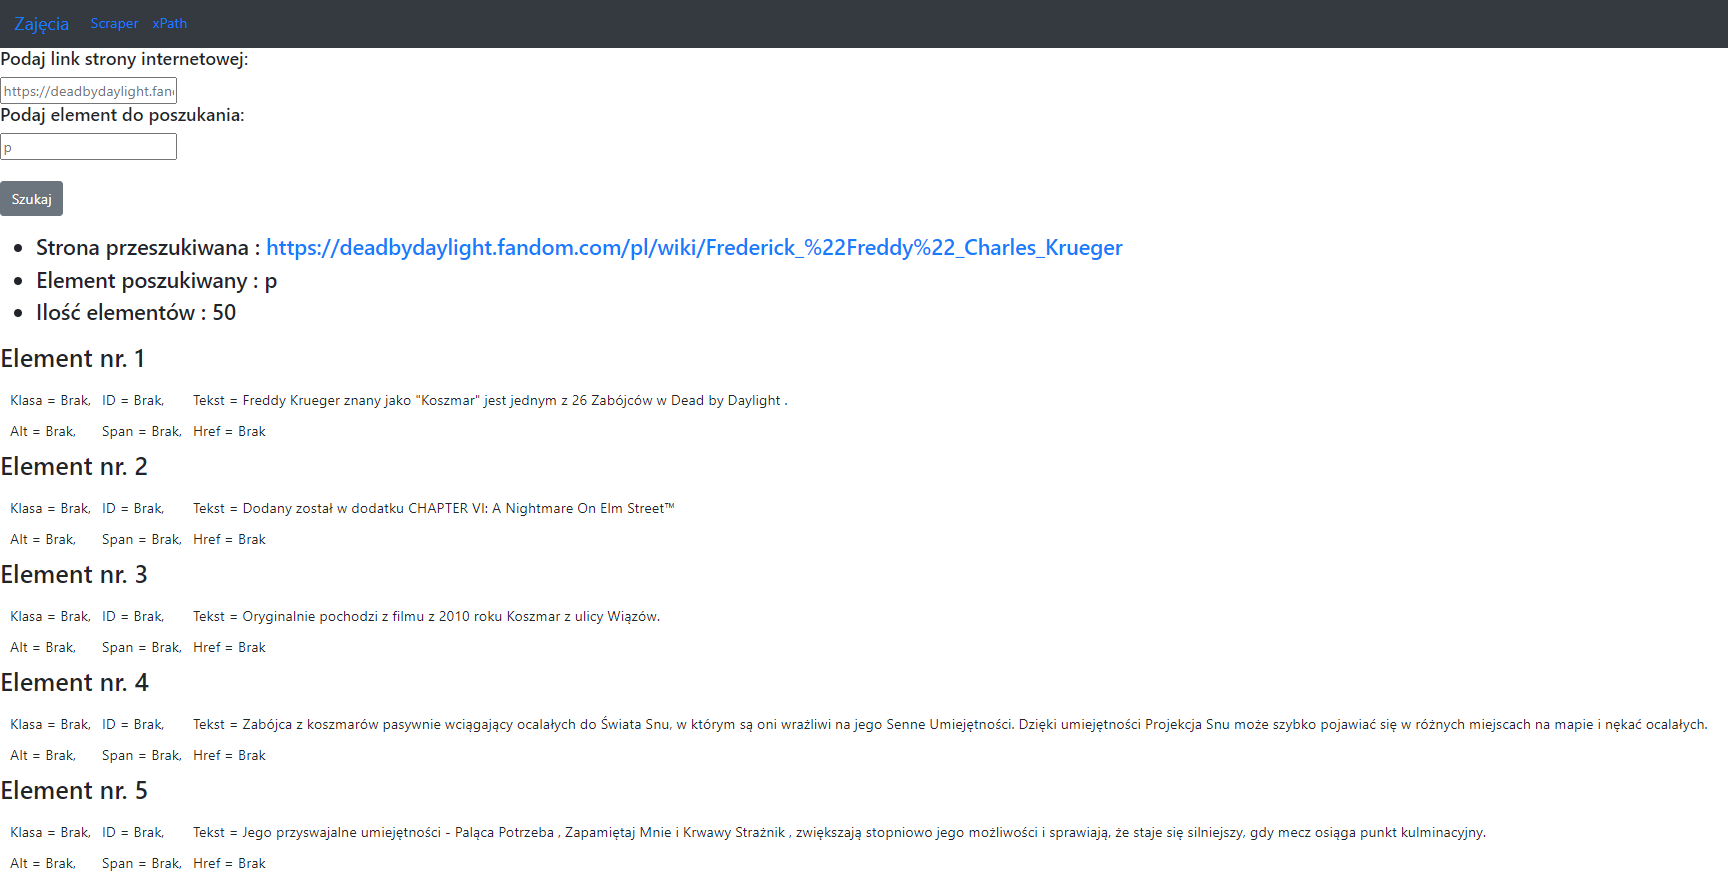 Zajęcia Scraper xPath
Podaj link strony internetowej:
https://deadbydaylight.fan
Podaj element do poszukania:
p
Szukaj
Strona przeszukiwana : https://deadbydaylight.fandom.com/pl/wiki/Frederick_%22Freddy%22_Charles_Krueger
Element poszukiwany : p
Ilość elementów : 50
Element nr. 1
Klasa = Brak, ID = Brak, Tekst = Freddy Krueger znany jako "Koszmar" jest jednym z 26 Zabójców w Dead by Daylight .
Alt = Brak, Span = Brak, Href = Brak
Element nr. 2
Klasa = Brak, ID = Brak, Tekst = Dodany został w dodatku CHAPTER VI: A Nightmare On Elm Street™
Alt = Brak, Span = Brak, Href = Brak
Element nr. 3
Klasa = Brak, ID = Brak, Tekst = Oryginalnie pochodzi z filmu z 2010 roku Koszmar z ulicy Wiązów.
Alt = Brak, Span = Brak, Href = Brak
Element nr. 4
Klasa = Brak, ID = Brak, Tekst = Zabójca z koszmarów pasywnie wciągający ocalałych do Świata Snu, w którym są oni wrażliwi na jego Senne Umiejętności. Dzięki umiejętności Projekcja Snu może szybko pojawiać się w różnych miejscach na mapie i nękać ocalałych.
Alt = Brak, Span = Brak, Href = Brak
Element nr. 5
Klasa = Brak, ID = Brak, Tekst = Jego przyswajalne umiejętności - Paląca Potrzeba , Zapamiętaj Mnie i Krwawy Strażnik , zwiększają stopniowo jego możliwości i sprawiają, że staje się silniejszy, gdy mecz osiąga punkt kulminacyjny.
Alt = Brak, Span = Brak, Href = Brak